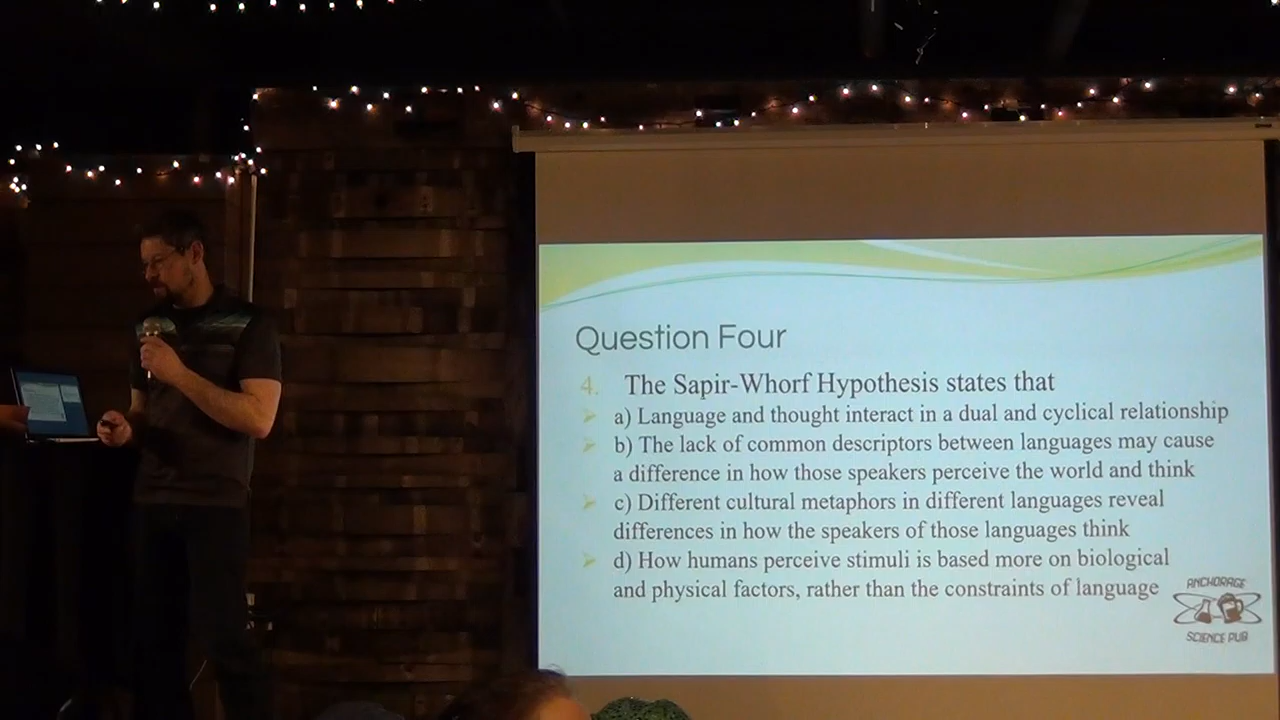 Question Four
4. The Sapir-Whorf Hypothesis states that
a) Language and thought interact in a dual and cyclical relationship
b) The lack of common descriptors between languages may cause
a difference in how those speakers perceive the world and think
c) Different cultural metaphors in different languages reveal
differences in how the speakers of those languages think
d) How humans perceive stimuli is based more on biological
and physical factors, rather than the constraints of language
ANCHORAGE
SCIENCE PUB